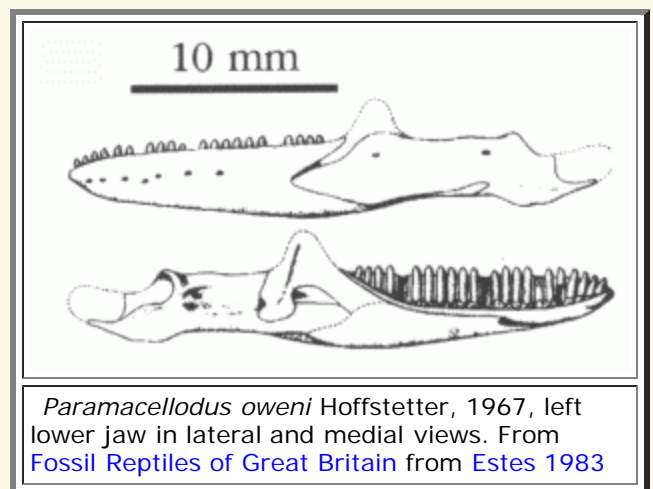 10 mm
Paramacellodus oweni Hoffstetter, 1967, left
lower jaw in lateral and medial views. From
Fossil Reptiles of Great Britain from Estes 1983